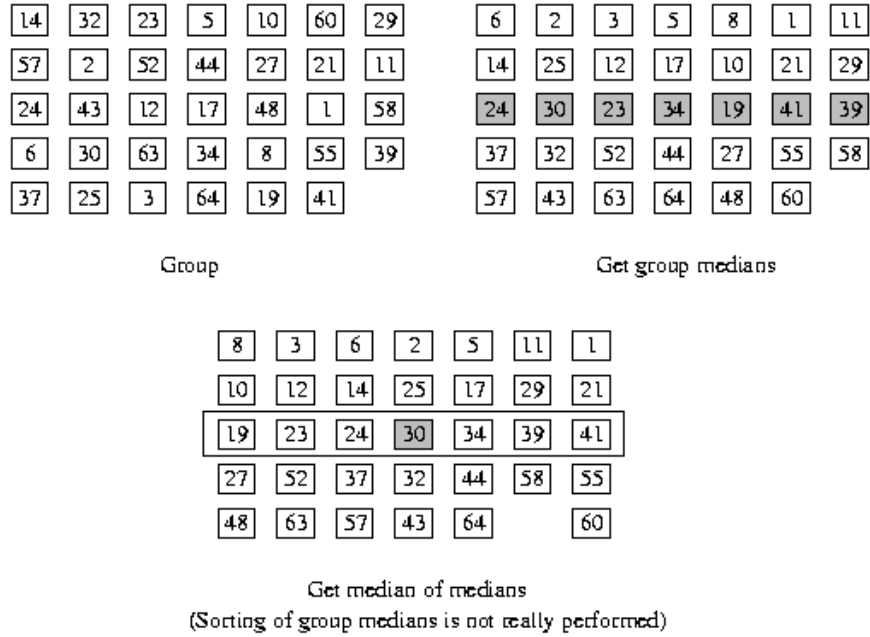 14 32 23 5 10 60 29
57 2 52 44 27 21 11
24 43 12 17 48 1 58
6 30 63 34 8 55 39
37 25 3 64 19 41
Group
6 2 3 5 8 1 11
14 25 12 17 10 21 29
24 30 23 34 19 41 39
37 32 52 44 27 55 58
57 43 63 64 48 60
Get group medians
8 3 6 2 5 11 1
10 12 14 25 17 29 21
19 23 24 30 34 39 41
27 52 37 32 44 58 55
48 63 57 43 64 60
Get median of medians
(Sorting of group medians is not really performed)